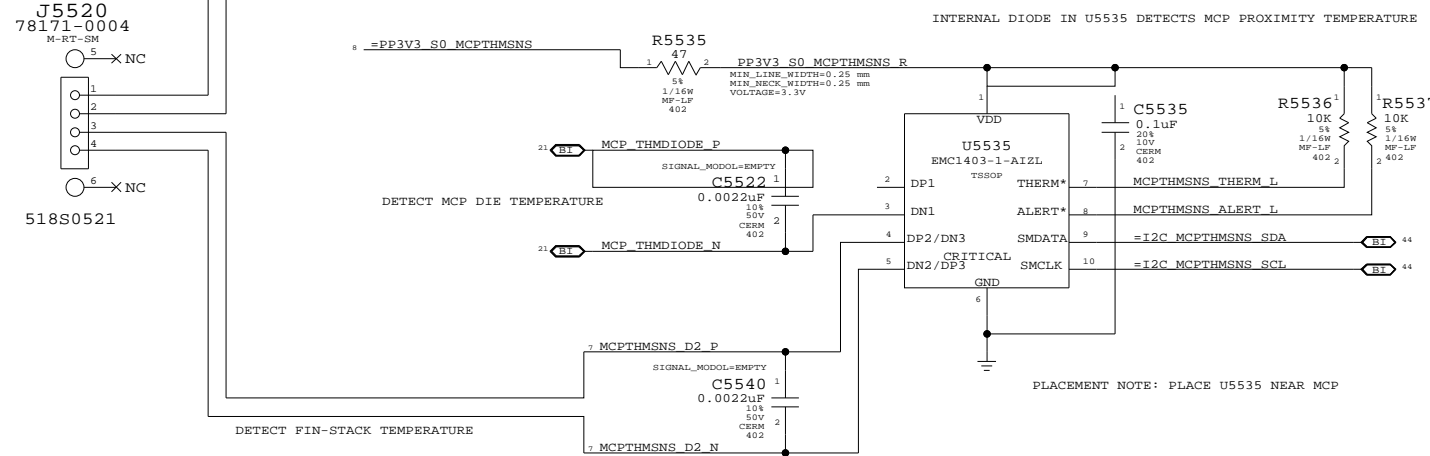 J5520
78171-0004
M-RT-SM
5
NC
1
2
3
4
6
NC
518S0521
INTERNAL DIODE IN U5535 DETECTS MCP PROXIMITY TEMPERATURE
8 =PP3V3_S0_MCPTHMSNS
R5535
47
1 2
5%
1/16W
MF-LF
402
PP3V3_S0_MCPTHMSNS_R
MIN_LINE_WIDTH=0.25 mm
MIN_NECK_WIDTH=0.25 mm
VOLTAGE=3.3V
21 BI MCP_THMDIODE_P
SIGNAL_MODOL=EMPTY
C5522
1
0.0022uF
10%
50V
CERM
402
2
DETECT MCP DIE TEMPERATURE
21 BI MCP_THMDIODE_N
1
VDD
U5535
EMC1403-1-AIZL
TSSOP
2 DP1
3 DN1
4 DP2/DN3
5 DN2/DP3
THERM* 7
ALERT* 8
SMDATA 9
SMCLK 10
CRITICAL
GND
6
1
C5535
0.1uF
20%
10V
CERM
402
2
R5536
1
10K
5%
1/16W
MF-LF
402
2
R553
1
10K
5%
1/16W
MF-LF
402
2
MCPTHMSNS_THERM_L
MCPTHMSNS_ALERT_L
=I2C_MCPTHMSNS_SDA BI 44
=I2C_MCPTHMSNS_SCL BI 44
7 MCPTHMSNS_D2_P
SIGNAL_MODOL=EMPTY
C5540
1
0.0022uF
10%
50V
CERM
402
2
DETECT FIN-STACK TEMPERATURE
7 MCPTHMSNS_D2_N
PLACEMENT NOTE: PLACE U5535 NEAR MCP